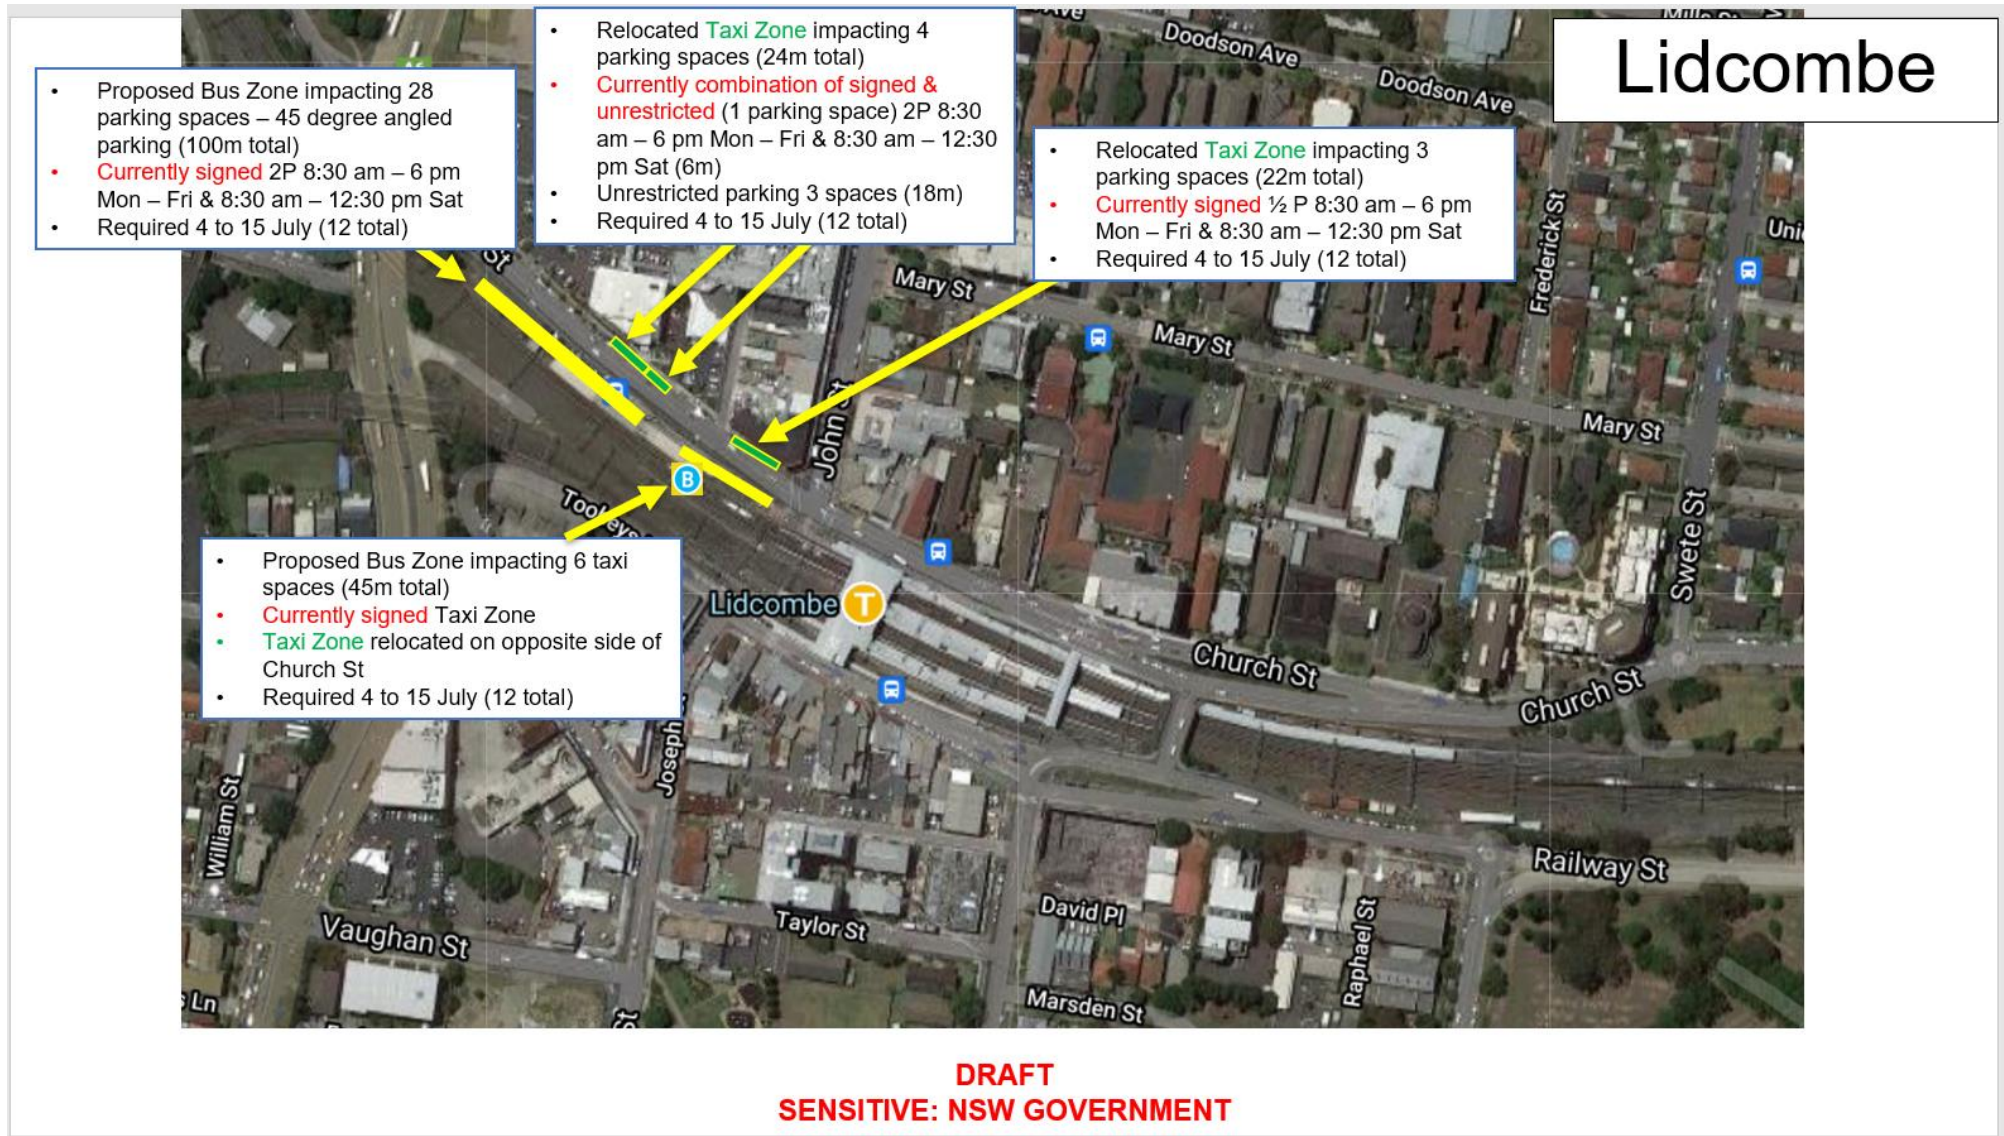 Lidcombe
• Proposed Bus Zone impacting 28
parking spaces – 45 degree angled
parking (100m total)
• Currently signed 2P 8:30 am – 6 pm
Mon – Fri & 8:30 am – 12:30 pm Sat
• Required 4 to 15 July (12 total)
• Relocated Taxi Zone impacting 4
parking spaces (24m total)
• Currently combination of signed &
unrestricted (1 parking space) 2P 8:30
am – 6 pm Mon – Fri & 8:30 am – 12:30
pm Sat (6m)
• Unrestricted parking 3 spaces (18m)
• Required 4 to 15 July (12 total)
• Relocated Taxi Zone impacting 3
parking spaces (22m total)
• Currently signed ½ P 8:30 am – 6 pm
Mon – Fri & 8:30 am – 12:30 pm Sat
• Required 4 to 15 July (12 total)
• Proposed Bus Zone impacting 6 taxi
spaces (45m total)
• Currently signed Taxi Zone
• Taxi Zone relocated on opposite side of
Church St
• Required 4 to 15 July (12 total)
Ave
Doodson Ave
Doodson Ave
St
Mary St
Mary St
Mary St
Frederick St
John St
B
Swete St
Lidcombe T
Church St
Church St
Joseph
William St
Railway St
Vaughan St
Taylor St
David Pl
Raphael St
Marsden St
Ln
St
DRAFT
SENSITIVE: NSW GOVERNMENT